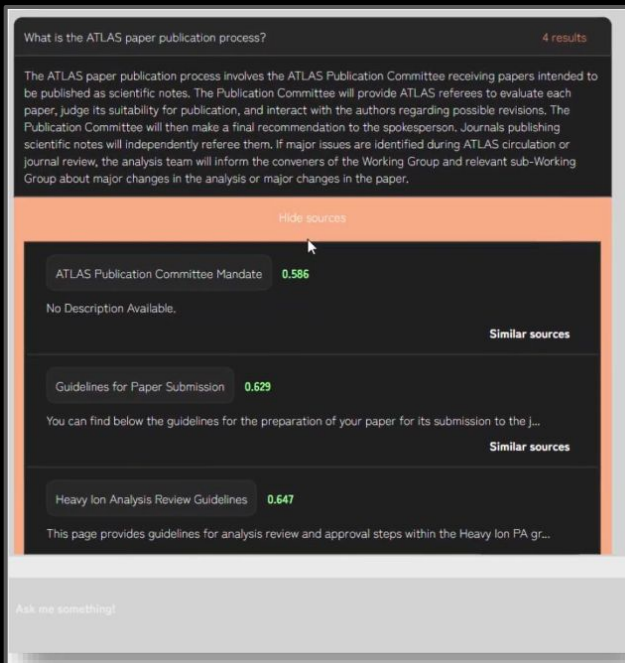 What is the ATLAS paper publication process?
4 results
The ATLAS paper publication process involves the ATLAS Publication Committee receiving papers intended to
be published as scientific notes. The Publication Committee will provide ATLAS referees to evaluate each
paper, judge its suitability for publication, and interact with the authors regarding possible revisions. The
Publication Committee will then make a final recommendation to the spokesperson. Journals publishing
scientific notes will independently referee them. If major issues are identified during ATLAS circulation or
journal review, the analysis team will inform the conveners of the Working Group and relevant sub-Working
Group about major changes in the analysis or major changes in the paper.
Hide sources
ATLAS Publication Committee Mandate 0.586
No Description Available.
Similar sources
Guidelines for Paper Submission 0.629
You can find below the guidelines for the preparation of your paper for its submission to the j...
Similar sources
Heavy Ion Analysis Review Guidelines 0.647
This page provides guidelines for analysis review and approval steps within the Heavy Ion PA gr...
Ask me something!